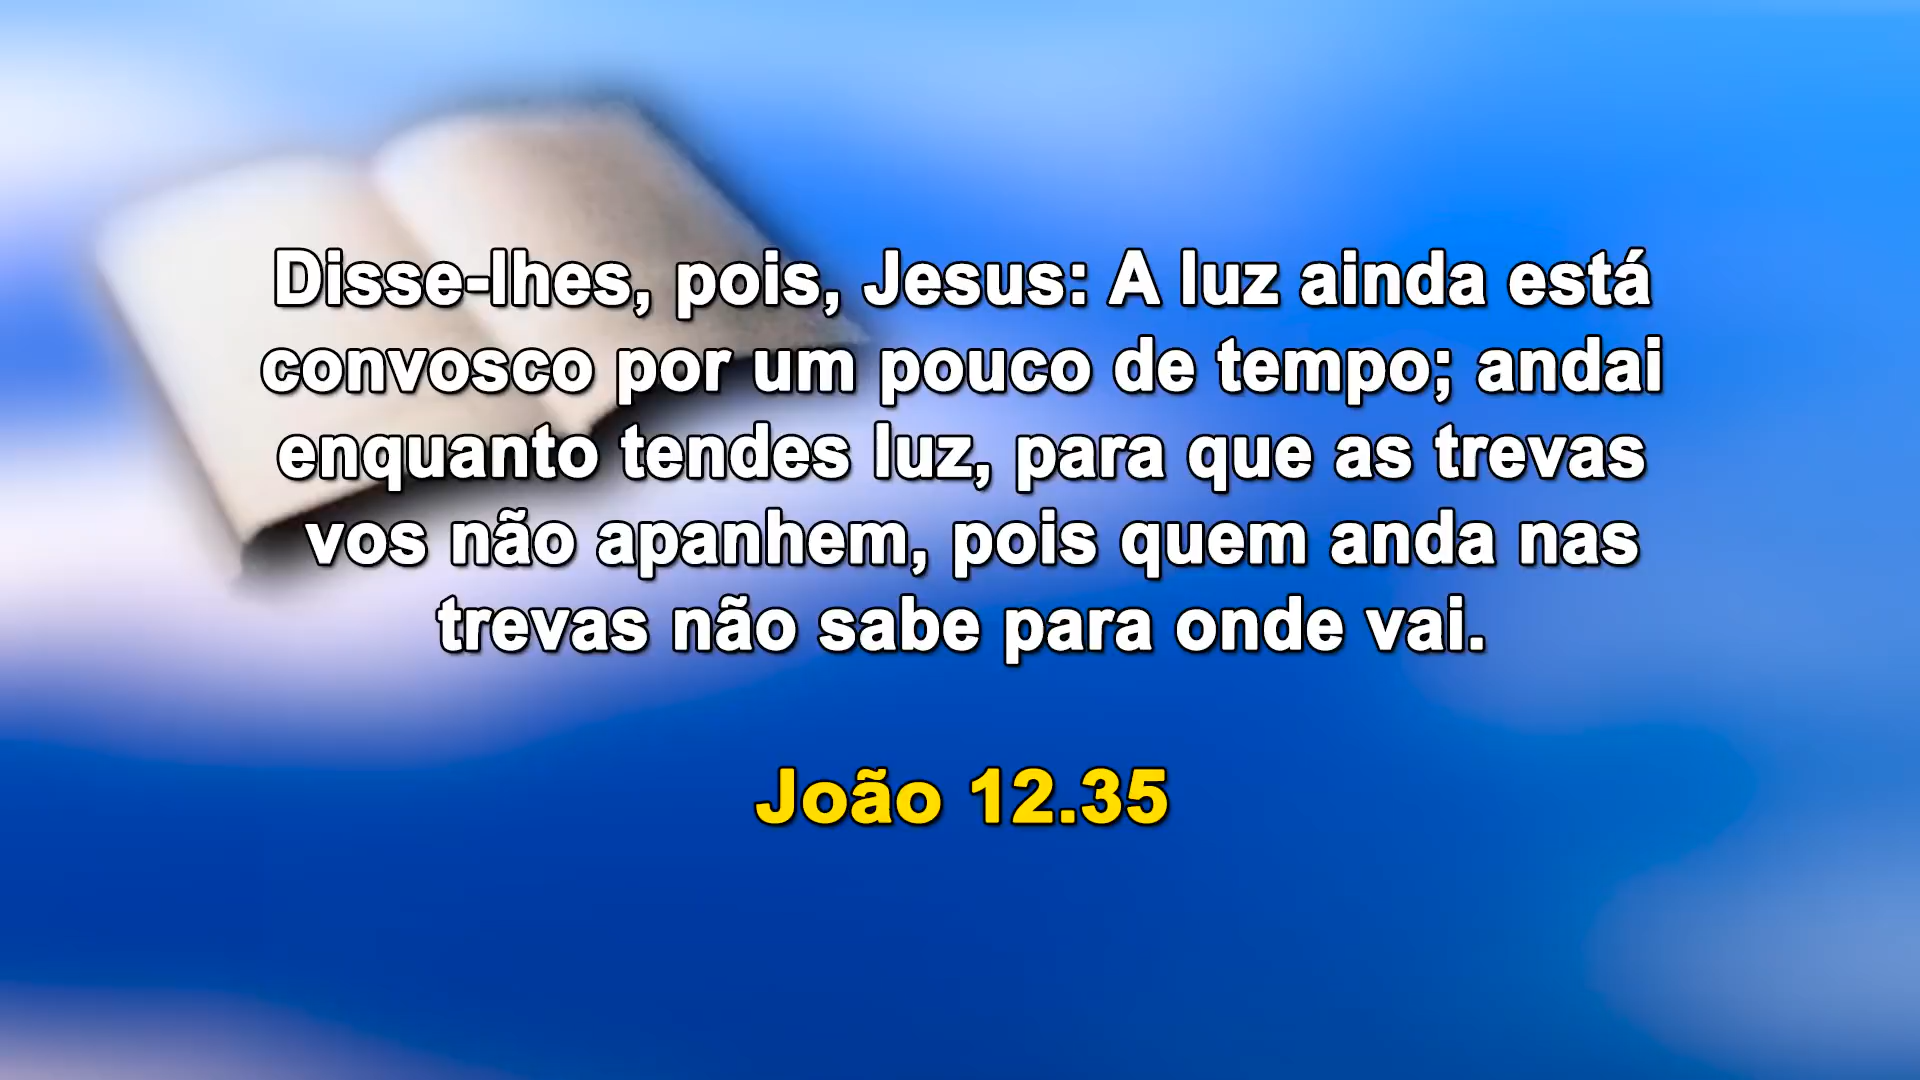 Disse-lhes, pois, Jesus: A luz ainda está
convosco por um pouco de tempo; andai
enquanto tendes luz, para que as trevas
vos não apanhem, pois quem anda nas
trevas não sabe para onde vai.
João 12.35